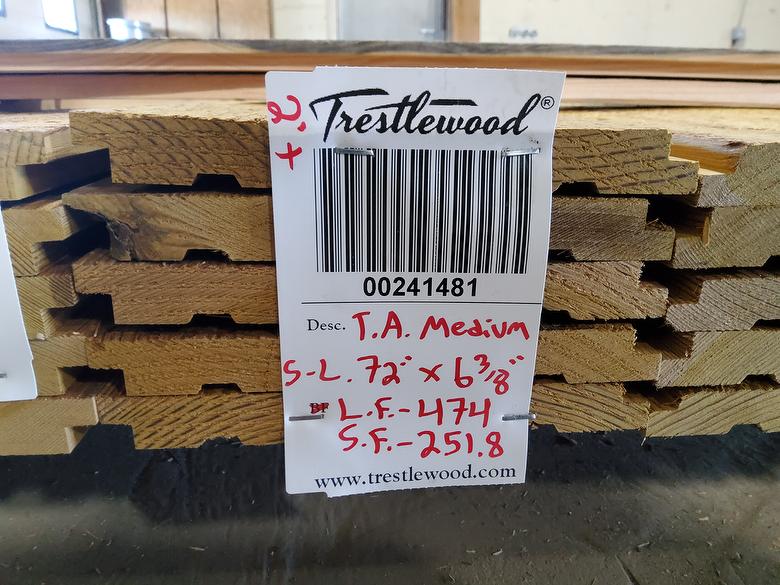 Trestlewood®
2'+
00241481
Desc. T.A. Medium
S-L. 72" x 6 3/8"
BF L.F.-474
S.F.-251.8
www.trestlewood.com